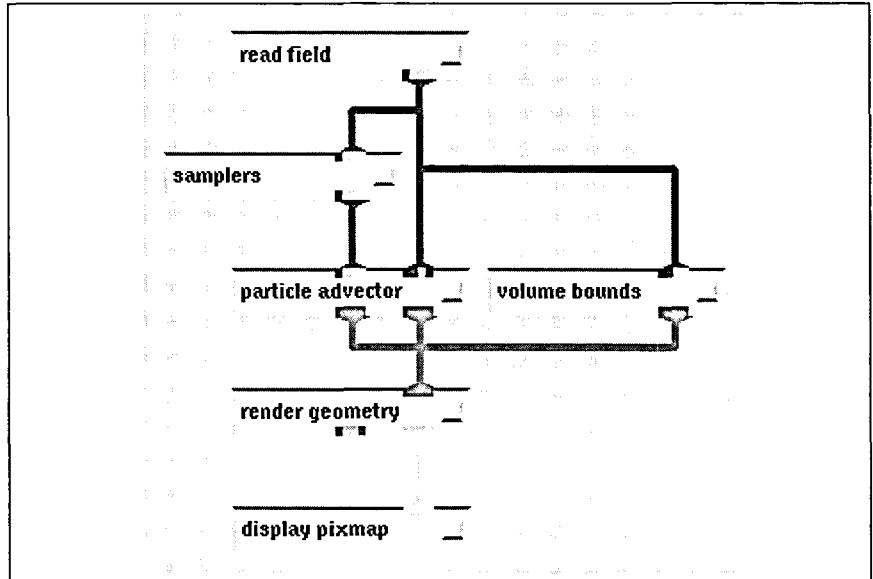 read field
samplers
particle advector
volume bounds
render geometry
display pixmap